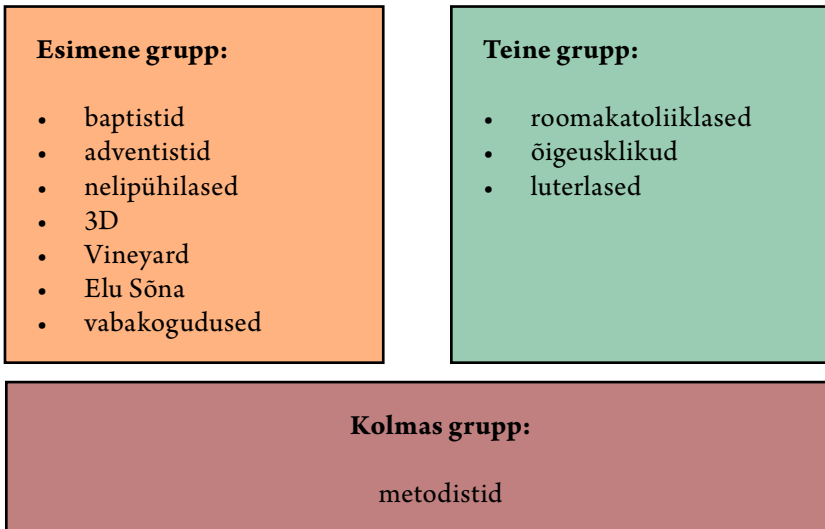 Esimene grupp:
• baptistid
• adventistid
• nelipühilased
• 3D
• Vineyard
• Elu Sõna
• vabakogudused
Teine grupp:
• roomakatoliiklased
• õigeusklikud
• luterlased
Kolmas grupp:
metodistid